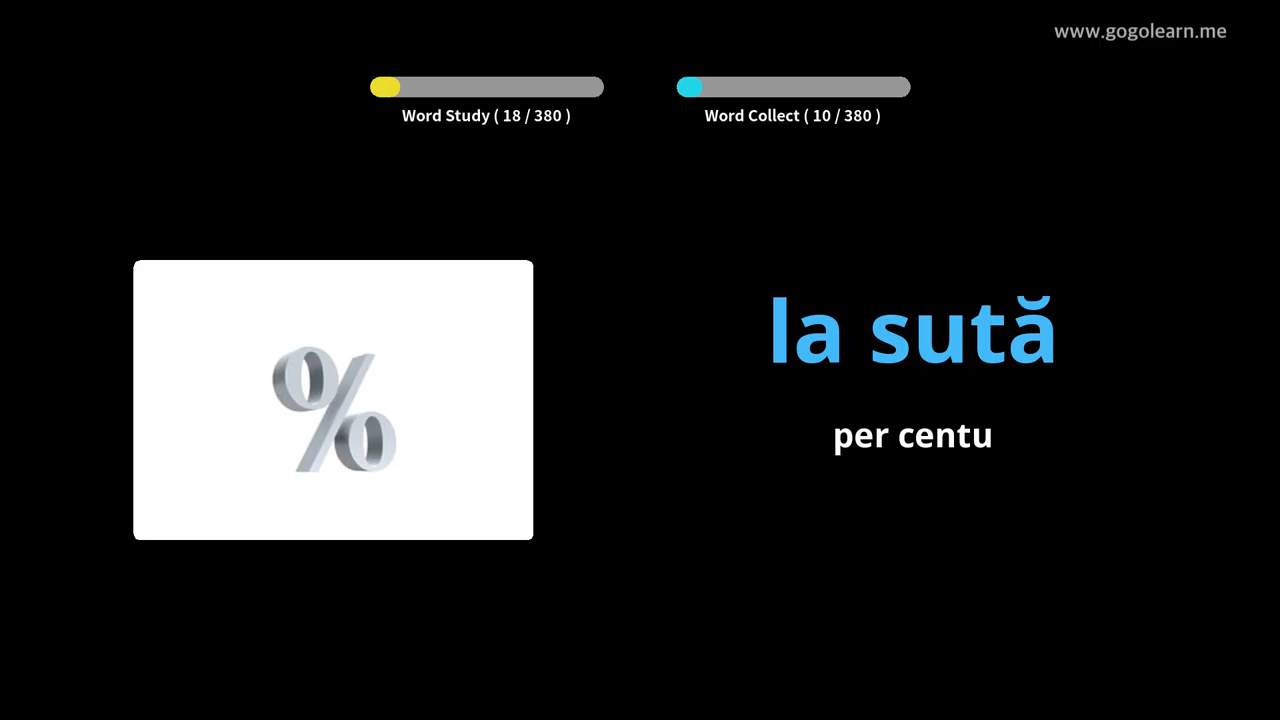 www.gogolearn.me
Word Study ( 18 / 380 )
Word Collect ( 10 / 380 )
%
la sută
per centu